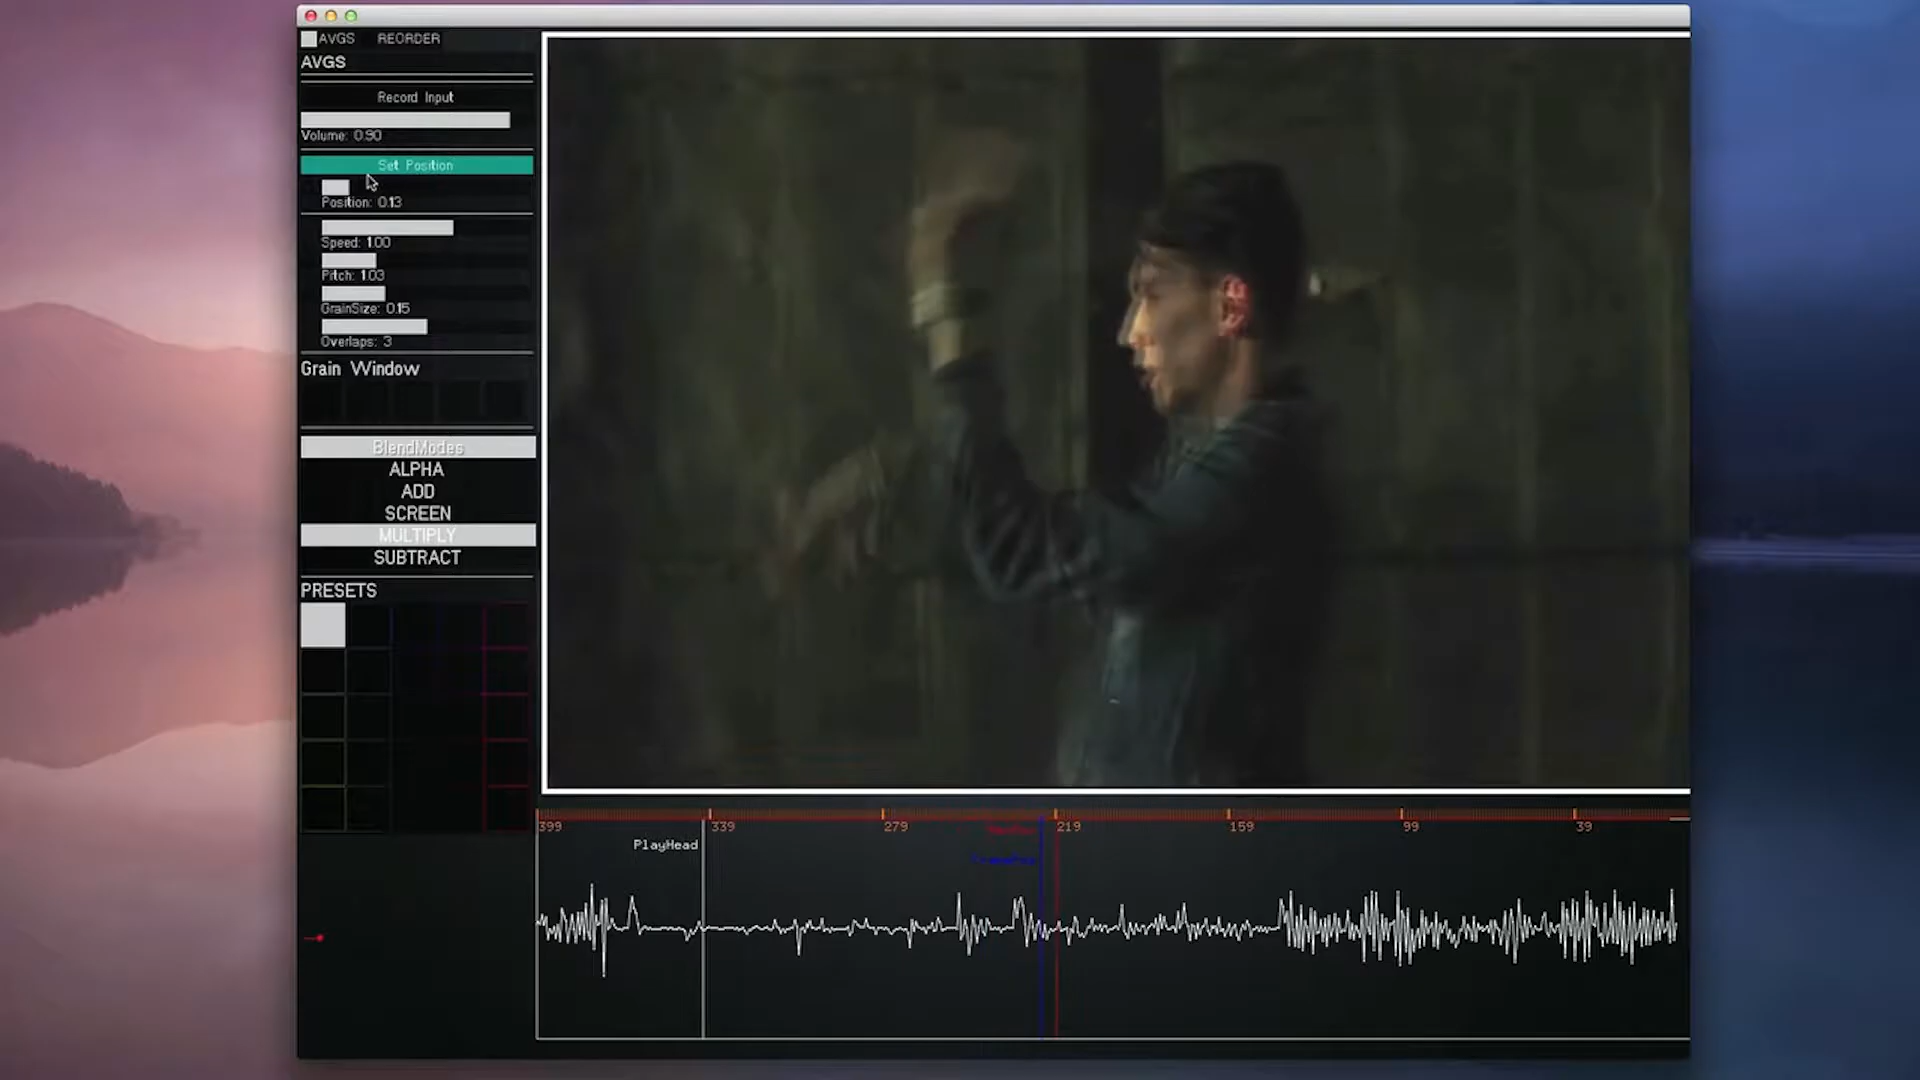 AVGS REORDER
AVGS
Record Input
Volume: 0.90
Set Position
Position: 0.13
Speed: 1.00
Pitch: 1.03
GrainSize: 0.15
Overlaps: 3
Grain Window
BlendModes
ALPHA
ADD
SCREEN
MULTIPLY
SUBTRACT
PRESETS
399 339 279 219 159 99 39
PlayHead